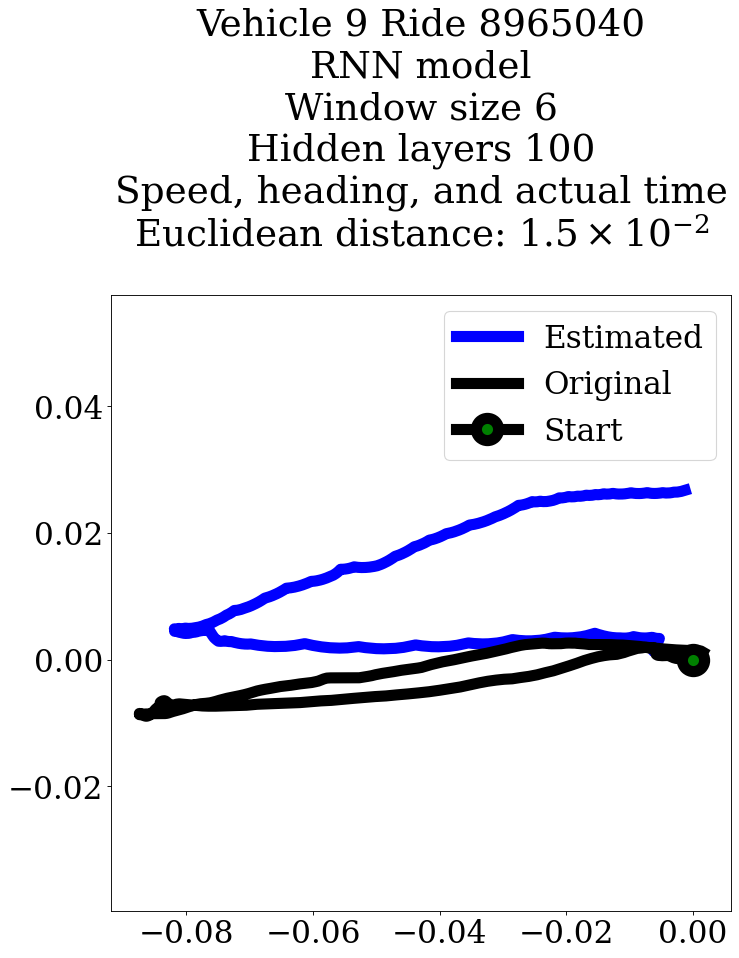 Vehicle 9 Ride 8965040
RNN model
Window size 6
Hidden layers 100
Speed, heading, and actual time
Euclidean distance: 1.5 × 10⁻²
Estimated
Original
Start
0.04
0.02
0.00
−0.02
−0.08 −0.06 −0.04 −0.02 0.00